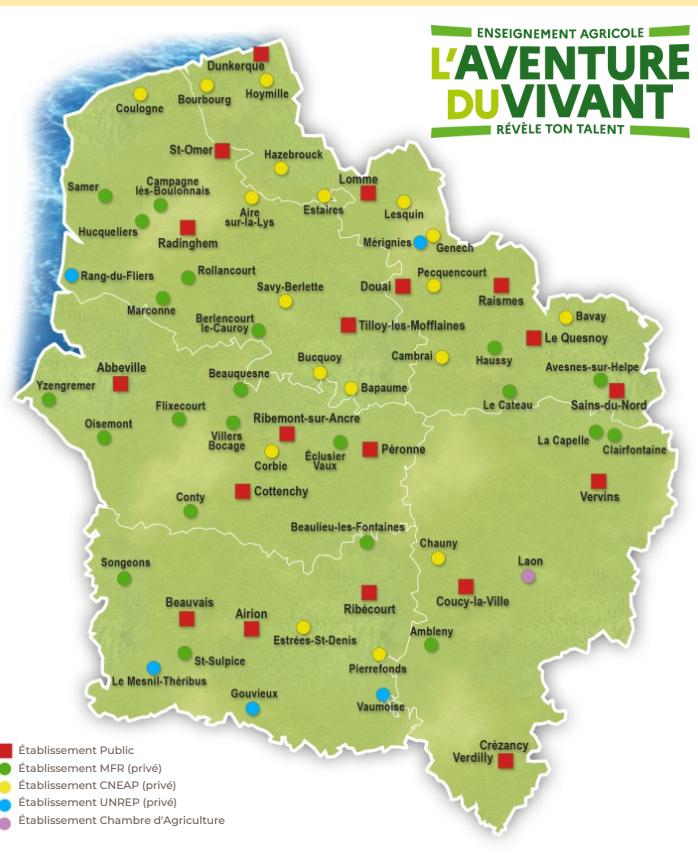 ENSEIGNEMENT AGRICOLE
L'AVENTURE
DU VIVANT
RÉVÈLE TON TALENT
Dunkerque
Coulogne
Bourbourg
Hoymille
St-Omer
Hazebrouck
Lomme
Samer
Campagne
lès-Boulonnais
Aire
sur-la-Lys
Estaires
Lesquin
Hucqueliers
Radinghem
Mérignies
Genech
Rang-du-Fliers
Rollancourt
Savy-Berlette
Douai
Pecquencourt
Raismes
Marconne
Berlencourt
le-Cauroy
Tilloy-les-Mofflaines
Bavay
Le Quesnoy
Haussy
Cambrai
Bucquoy
Abbeville
Beauquesne
Bapaume
Avesnes-sur-Helpe
Yzengremer
Le Cateau
Sains-du-Nord
Flixecourt
Oisemont
Villers
Bocage
Ribemont-sur-Ancre
Corbie
Éclusier
Vaux
Péronne
La Capelle
Clairfontaine
Cottenchy
Conty
Vervins
Beaulieu-les-Fontaines
Chauny
Laon
Songeons
Beauvais
Airion
Ribécourt
Coucy-la-Ville
Estrées-St-Denis
Ambleny
St-Sulpice
Pierrefonds
Le Mesnil-Théribus
Gouvieux
Vaumoise
Crézancy
Verdilly
Établissement Public
Établissement MFR (privé)
Établissement CNEAP (privé)
Établissement UNREP (privé)
Établissement Chambre d'Agriculture